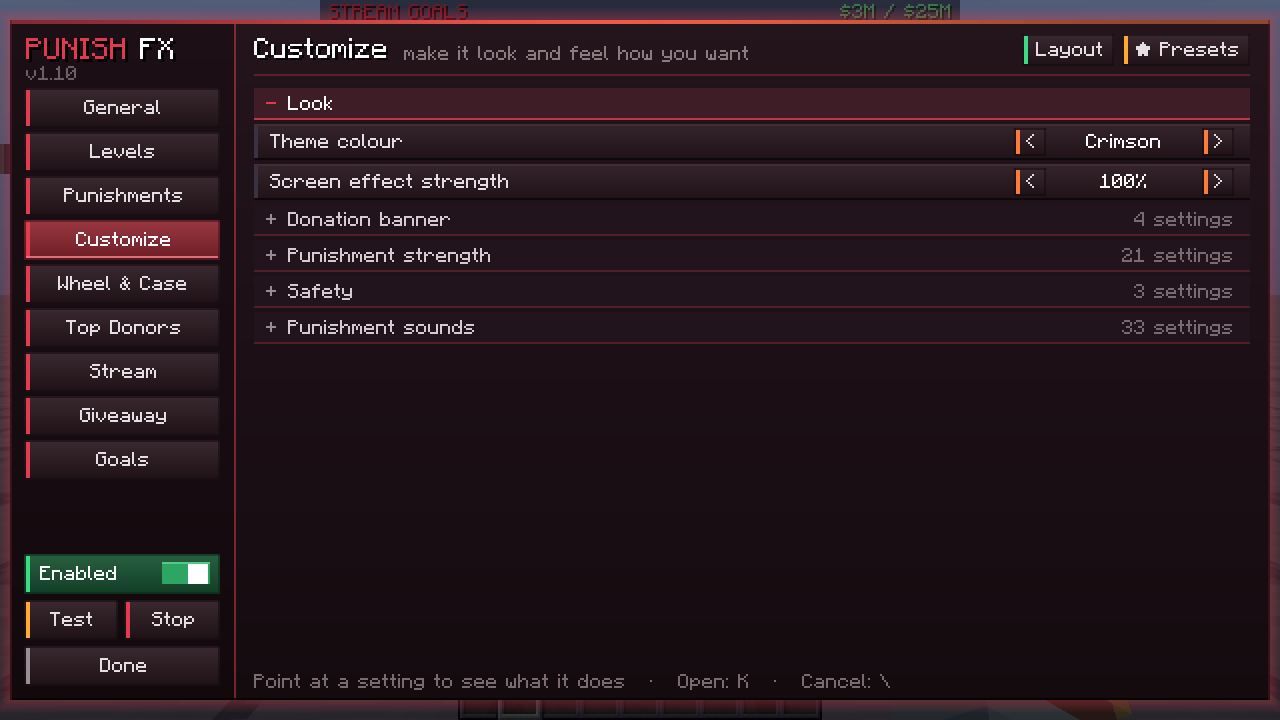 STREAM GOALS $3M / $25M
PUNISH FX
v1.10
Customize make it look and feel how you want
Layout
Presets
General
Levels
Punishments
Customize
Wheel & Case
Top Donors
Stream
Giveaway
Goals
Enabled
Test
Stop
Done
− Look
Theme colour < Crimson >
Screen effect strength < 100% >
+ Donation banner 4 settings
+ Punishment strength 21 settings
+ Safety 3 settings
+ Punishment sounds 33 settings
Point at a setting to see what it does · Open: K · Cancel: \